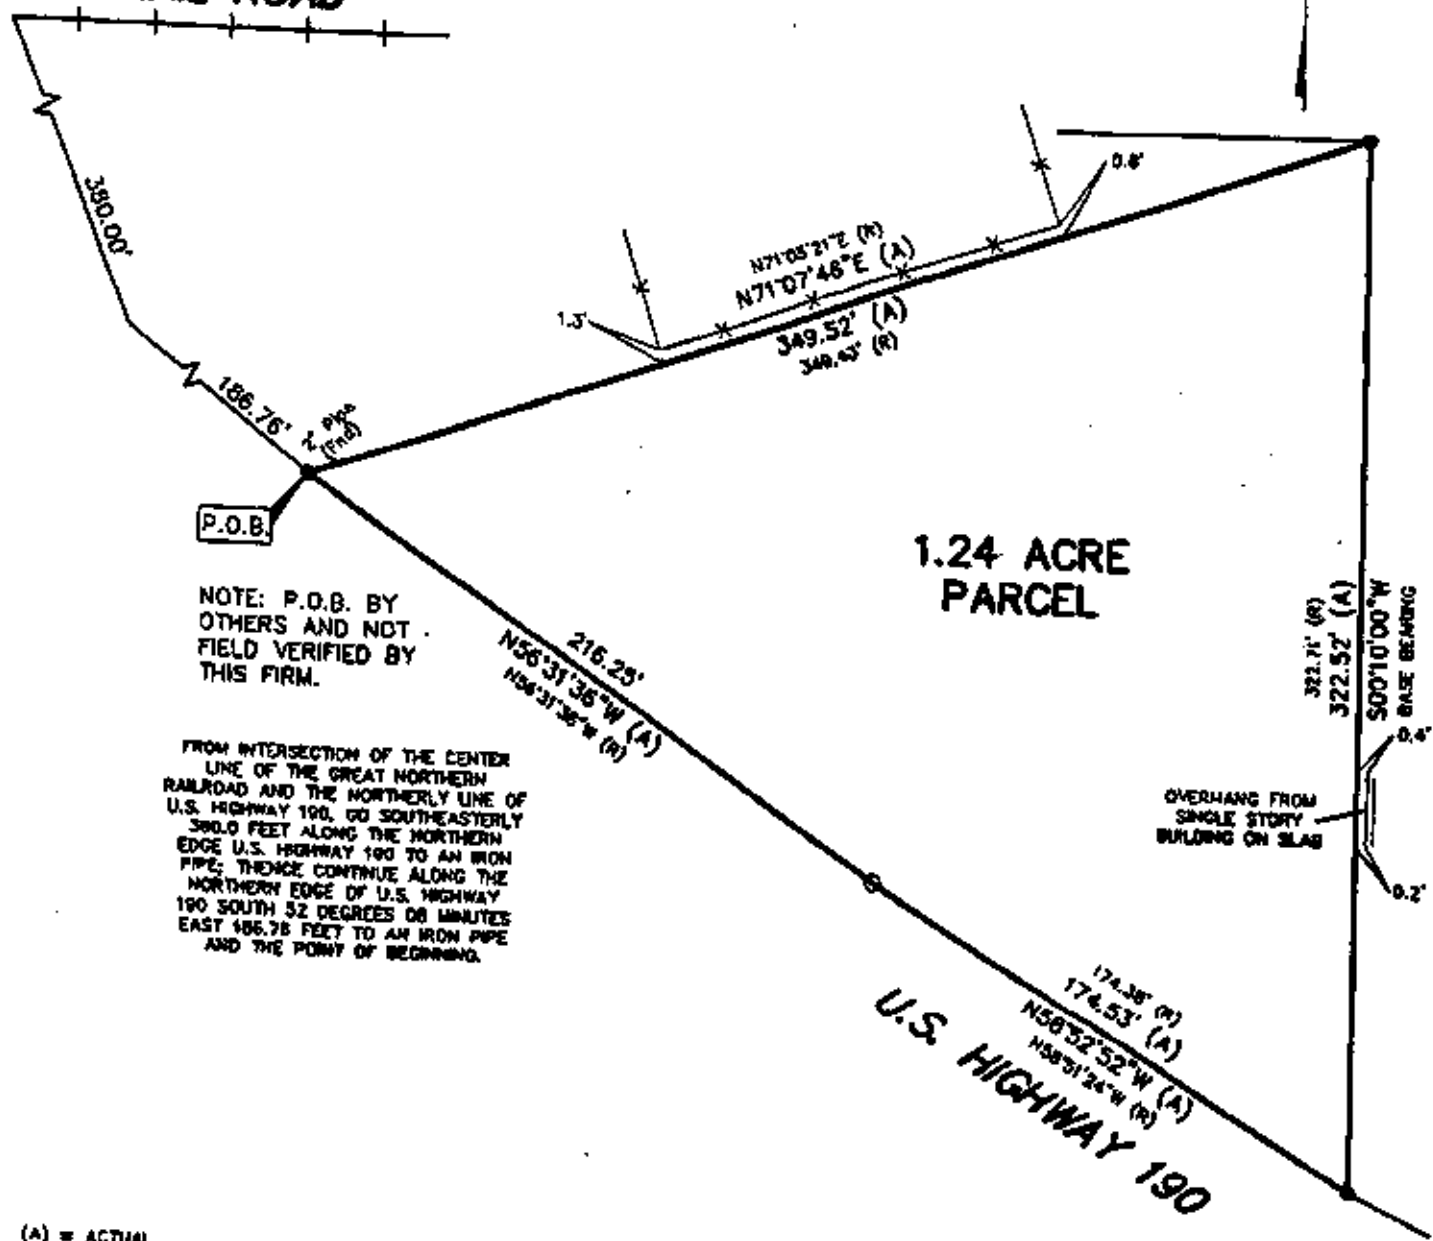 ROAD
380.00'
186.76'
2" Pipe
(Fnd)
P.O.B.
NOTE: P.O.B. BY
OTHERS AND NOT
FIELD VERIFIED BY
THIS FIRM.
FROM INTERSECTION OF THE CENTER
LINE OF THE GREAT NORTHERN
RAILROAD AND THE NORTHERLY LINE OF
U.S. HIGHWAY 190, GO SOUTHEASTERLY
380.0 FEET ALONG THE NORTHERN
EDGE U.S. HIGHWAY 190 TO AN IRON
PIPE; THENCE CONTINUE ALONG THE
NORTHERN EDGE OF U.S. HIGHWAY
190 SOUTH 52 DEGREES 08 MINUTES
EAST 186.76 FEET TO AN IRON PIPE
AND THE POINT OF BEGINNING.
1.3'
0.8'
N71°05'21"E (R)
N71°07'46"E (A)
349.52' (A)
(R)
1.24 ACRE
PARCEL
216.25'
N56°31'36"W (A)
N56°31'36"W (R)
322.71' (R)
322.52' (A)
S00°10'00"W
BASE BEARING
0.4'
OVERHANG FROM
SINGLE STORY
BUILDING ON SLAB
0.2'
174.38' (R)
174.53' (A)
N58°52'52"W (A)
N58°51'24"W (R)
U.S. HIGHWAY 190
(A) = ACTUAL